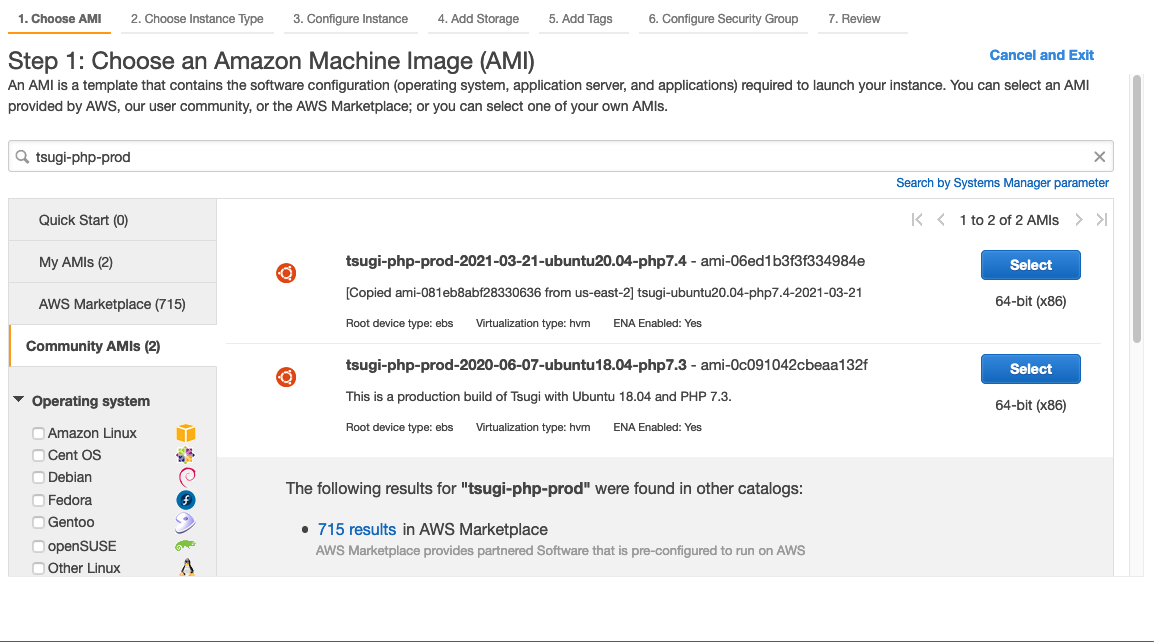 1. Choose AMI 2. Choose Instance Type 3. Configure Instance 4. Add Storage 5. Add Tags 6. Configure Security Group 7. Review
Step 1: Choose an Amazon Machine Image (AMI)
Cancel and Exit
An AMI is a template that contains the software configuration (operating system, application server, and applications) required to launch your instance. You can select an AMI
provided by AWS, our user community, or the AWS Marketplace; or you can select one of your own AMIs.
tsugi-php-prod
Search by Systems Manager parameter
Quick Start (0)
My AMIs (2)
AWS Marketplace (715)
Community AMIs (2)
Operating system
Amazon Linux
Cent OS
Debian
Fedora
Gentoo
openSUSE
Other Linux
1 to 2 of 2 AMIs
tsugi-php-prod-2021-03-21-ubuntu20.04-php7.4 - ami-06ed1b3f3f334984e
Select
[Copied ami-081eb8abf28330636 from us-east-2] tsugi-ubuntu20.04-php7.4-2021-03-21
64-bit (x86)
Root device type: ebs Virtualization type: hvm ENA Enabled: Yes
tsugi-php-prod-2020-06-07-ubuntu18.04-php7.3 - ami-0c091042cbeaa132f
Select
This is a production build of Tsugi with Ubuntu 18.04 and PHP 7.3.
64-bit (x86)
Root device type: ebs Virtualization type: hvm ENA Enabled: Yes
The following results for "tsugi-php-prod" were found in other catalogs:
715 results in AWS Marketplace
AWS Marketplace provides partnered Software that is pre-configured to run on AWS